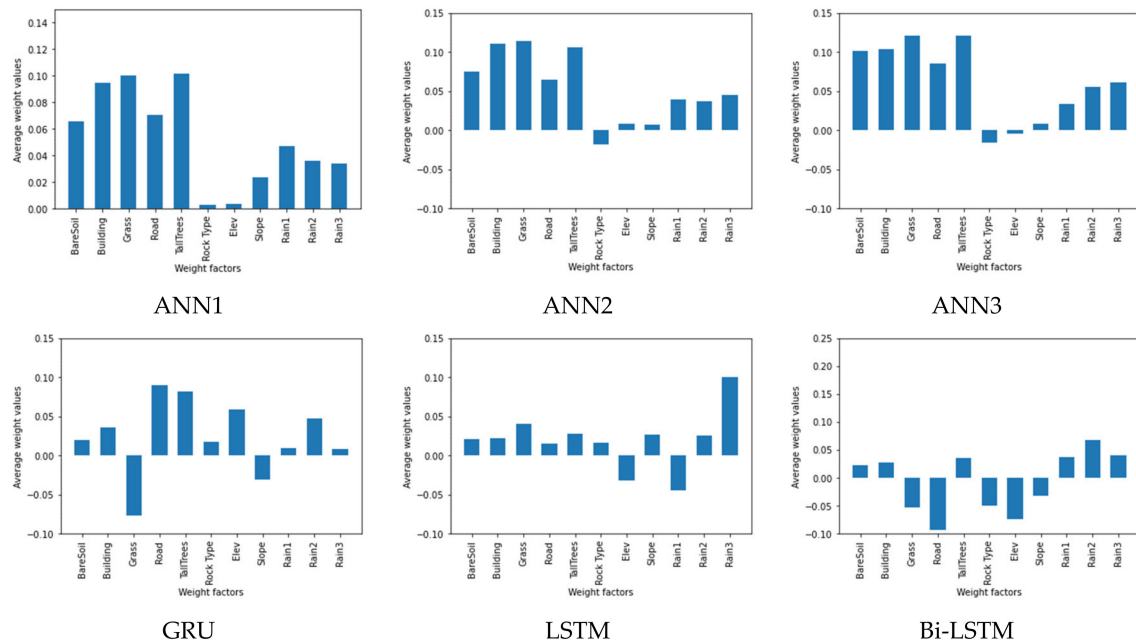 0.14
0.12
0.10
0.08
0.06
0.04
0.02
0.00
Average weight values
BareSoil
Building
Grass
Road
TallTrees
Rock Type
Elev
Slope
Rain1
Rain2
Rain3
Weight factors
ANN1
0.15
0.10
0.05
0.00
−0.05
−0.10
Average weight values
BareSoil
Building
Grass
Road
TallTrees
Rock Type
Elev
Slope
Rain1
Rain2
Rain3
Weight factors
ANN2
0.15
0.10
0.05
0.00
−0.05
−0.10
Average weight values
BareSoil
Building
Grass
Road
TallTrees
Rock Type
Elev
Slope
Rain1
Rain2
Rain3
Weight factors
ANN3
0.15
0.10
0.05
0.00
−0.05
−0.10
Average weight values
BareSoil
Building
Grass
Road
TallTrees
Rock Type
Elev
Slope
Rain1
Rain2
Rain3
Weight factors
GRU
0.15
0.10
0.05
0.00
−0.05
−0.10
Average weight values
BareSoil
Building
Grass
Road
TallTrees
Rock Type
Elev
Slope
Rain1
Rain2
Rain3
Weight factors
LSTM
0.25
0.20
0.15
0.10
0.05
0.00
−0.05
−0.10
Average weight values
BareSoil
Building
Grass
Road
TallTrees
Rock Type
Elev
Slope
Rain1
Rain2
Rain3
Weight factors
Bi-LSTM